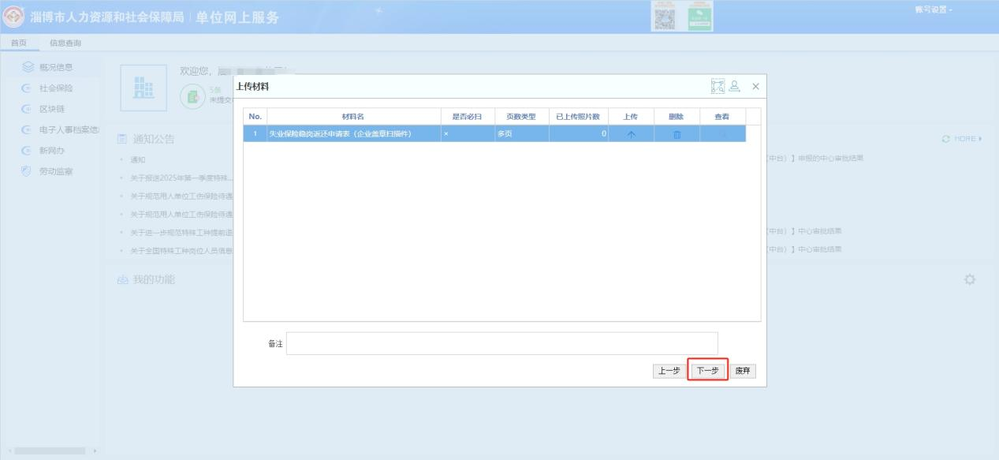 淄博市人力资源和社会保障局 | 单位网上服务
账号设置
首页 信息查询
概况信息
社会保险
区块链
电子人事档案信
新网办
劳动监察
欢迎您,
5条
未提交
通知公告
MORE
通知
关于报送2025年第一季度特殊...
关于规范用人单位工伤保险待遇
关于规范用人单位工伤保险待遇
关于进一步规范特殊工种提前退
关于全国特殊工种岗位人员信息
中台）】申报的中心审批结果
中台）】中心审批结果
中台）】中心审批结果
我的功能
上传材料
No. 材料名 是否必归 页数类型 已上传照片数 上传 删除 查看
1 失业保险稳岗返还申请表（企业盖章扫描件） × 多页 0
备注
上一步 下一步 废弃